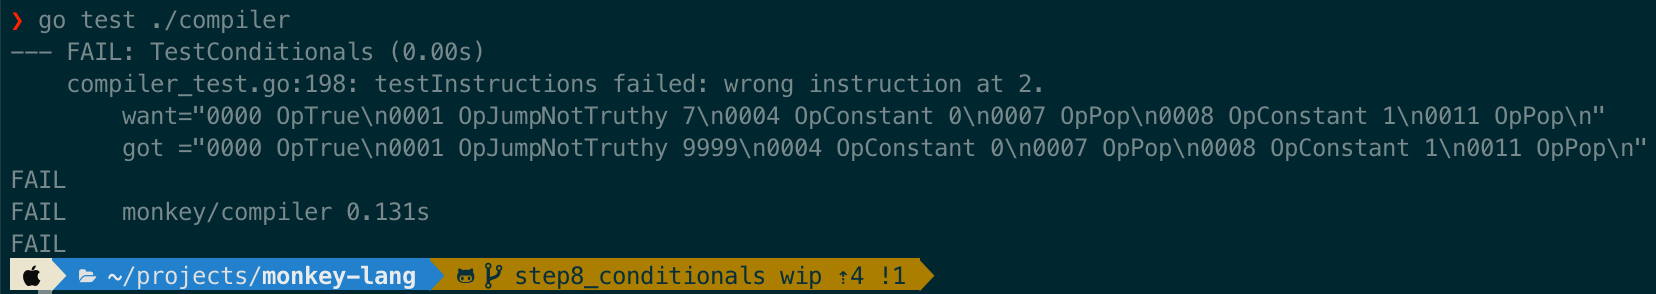 ❯ go test ./compiler
--- FAIL: TestConditionals (0.00s)
    compiler_test.go:198: testInstructions failed: wrong instruction at 2.
        want="0000 OpTrue\n0001 OpJumpNotTruthy 7\n0004 OpConstant 0\n0007 OpPop\n0008 OpConstant 1\n0011 OpPop\n"
        got ="0000 OpTrue\n0001 OpJumpNotTruthy 9999\n0004 OpConstant 0\n0007 OpPop\n0008 OpConstant 1\n0011 OpPop\n"
FAIL
FAIL    monkey/compiler 0.131s
FAIL
~/projects/monkey-lang step8_conditionals wip ⇡4 !1